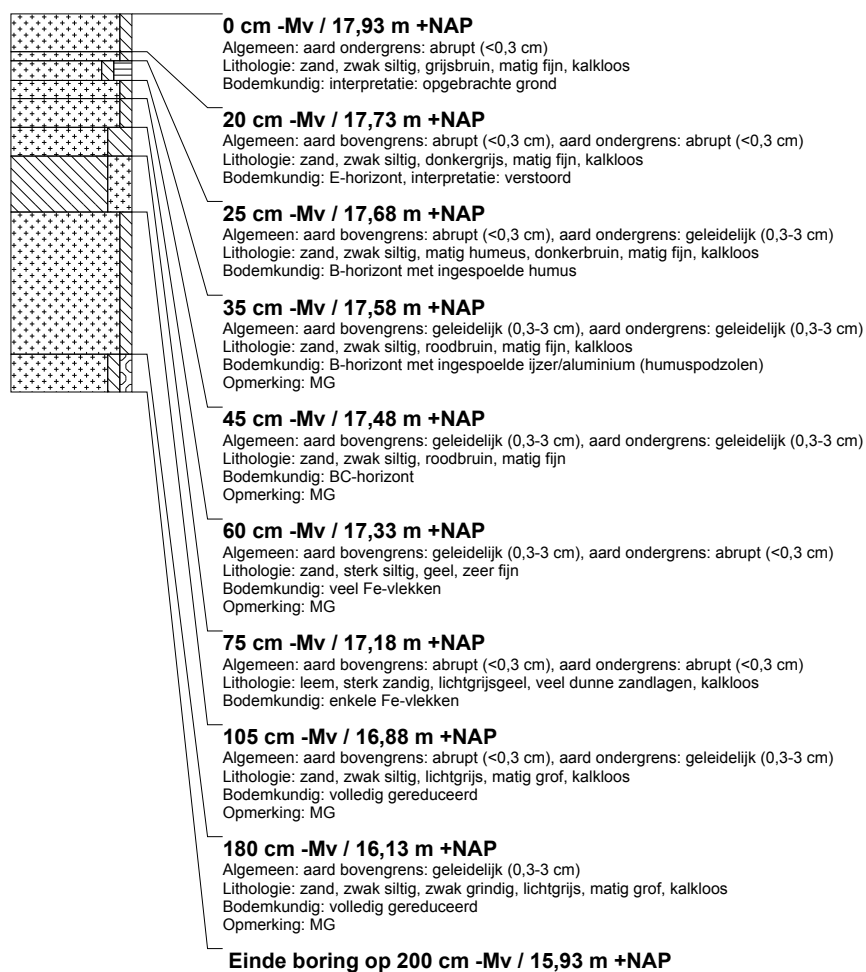 0 cm -Mv / 17,93 m +NAP
Algemeen: aard ondergrens: abrupt (<0,3 cm)
Lithologie: zand, zwak siltig, grijsbruin, matig fijn, kalkloos
Bodemkundig: interpretatie: opgebrachte grond
20 cm -Mv / 17,73 m +NAP
Algemeen: aard bovengrens: abrupt (<0,3 cm), aard ondergrens: abrupt (<0,3 cm)
Lithologie: zand, zwak siltig, donkergrijs, matig fijn, kalkloos
Bodemkundig: E-horizont, interpretatie: verstoord
25 cm -Mv / 17,68 m +NAP
Algemeen: aard bovengrens: abrupt (<0,3 cm), aard ondergrens: geleidelijk (0,3-3 cm)
Lithologie: zand, zwak siltig, matig humeus, donkerbruin, matig fijn, kalkloos
Bodemkundig: B-horizont met ingespoelde humus
35 cm -Mv / 17,58 m +NAP
Algemeen: aard bovengrens: geleidelijk (0,3-3 cm), aard ondergrens: geleidelijk (0,3-3 cm)
Lithologie: zand, zwak siltig, roodbruin, matig fijn, kalkloos
Bodemkundig: B-horizont met ingespoelde ijzer/aluminium (humuspodzolen)
Opmerking: MG
45 cm -Mv / 17,48 m +NAP
Algemeen: aard bovengrens: geleidelijk (0,3-3 cm), aard ondergrens: geleidelijk (0,3-3 cm)
Lithologie: zand, zwak siltig, roodbruin, matig fijn
Bodemkundig: BC-horizont
Opmerking: MG
60 cm -Mv / 17,33 m +NAP
Algemeen: aard bovengrens: geleidelijk (0,3-3 cm), aard ondergrens: abrupt (<0,3 cm)
Lithologie: zand, sterk siltig, geel, zeer fijn
Bodemkundig: veel Fe-vlekken
Opmerking: MG
75 cm -Mv / 17,18 m +NAP
Algemeen: aard bovengrens: abrupt (<0,3 cm), aard ondergrens: abrupt (<0,3 cm)
Lithologie: leem, sterk zandig, lichtgrijsgeel, veel dunne zandlagen, kalkloos
Bodemkundig: enkele Fe-vlekken
105 cm -Mv / 16,88 m +NAP
Algemeen: aard bovengrens: abrupt (<0,3 cm), aard ondergrens: geleidelijk (0,3-3 cm)
Lithologie: zand, zwak siltig, lichtgrijs, matig grof, kalkloos
Bodemkundig: volledig gereduceerd
Opmerking: MG
180 cm -Mv / 16,13 m +NAP
Algemeen: aard bovengrens: geleidelijk (0,3-3 cm)
Lithologie: zand, zwak siltig, zwak grindig, lichtgrijs, matig grof, kalkloos
Bodemkundig: volledig gereduceerd
Opmerking: MG
Einde boring op 200 cm -Mv / 15,93 m +NAP